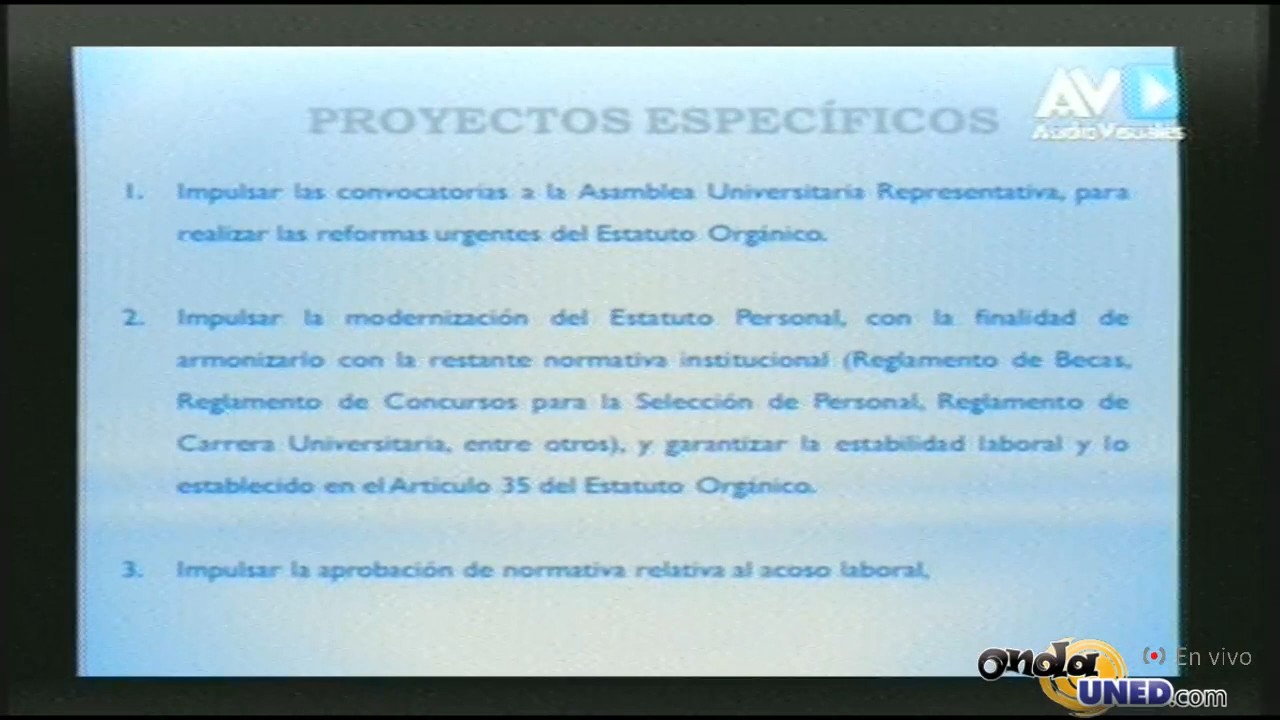 PROYECTOS ESPECÍFICOS
AV
AudioVisuales
1. Impulsar las convocatorias a la Asamblea Universitaria Representativa, para
realizar las reformas urgentes del Estatuto Orgánico.
2. Impulsar la modernización del Estatuto Personal, con la finalidad de
armonizarlo con la restante normativa institucional (Reglamento de Becas,
Reglamento de Concursos para la Selección de Personal, Reglamento de
Carrera Universitaria, entre otros), y garantizar la estabilidad laboral y lo
establecido en el Artículo 35 del Estatuto Orgánico.
3. Impulsar la aprobación de normativa relativa al acoso laboral,
onda
UNED.com
En vivo